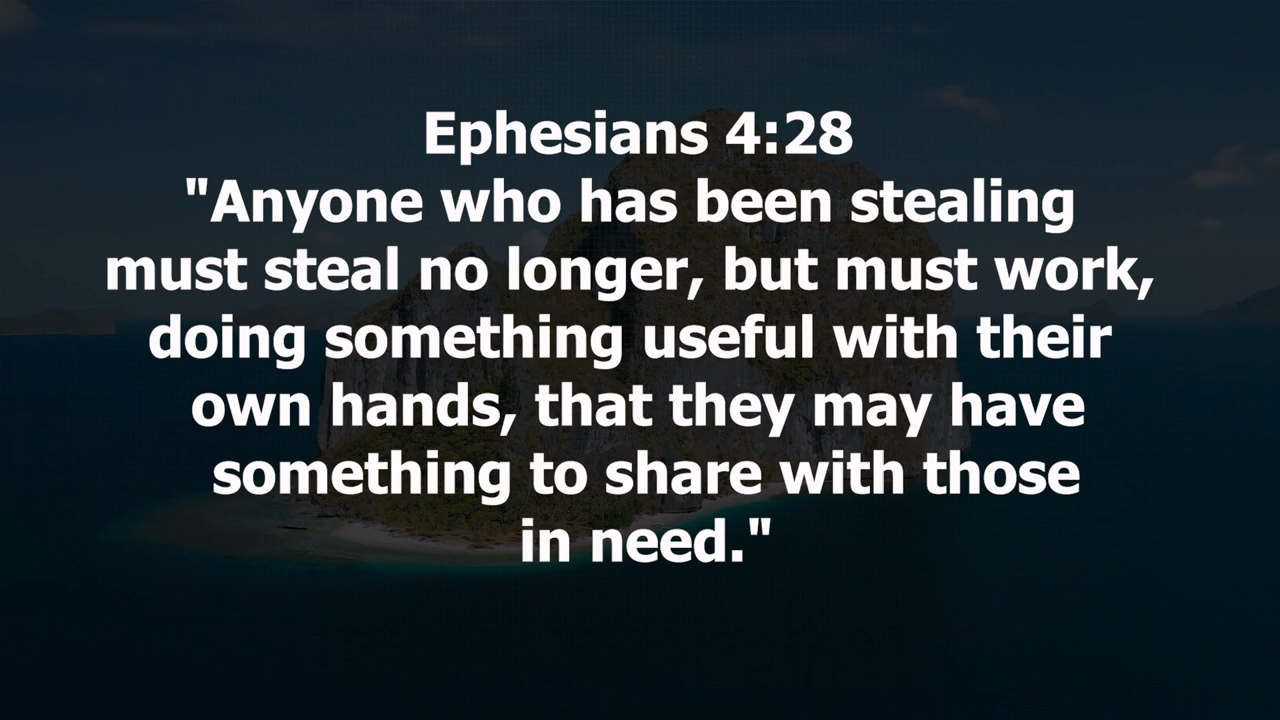 Ephesians 4:28
"Anyone who has been stealing
must steal no longer, but must work,
doing something useful with their
own hands, that they may have
something to share with those
in need."